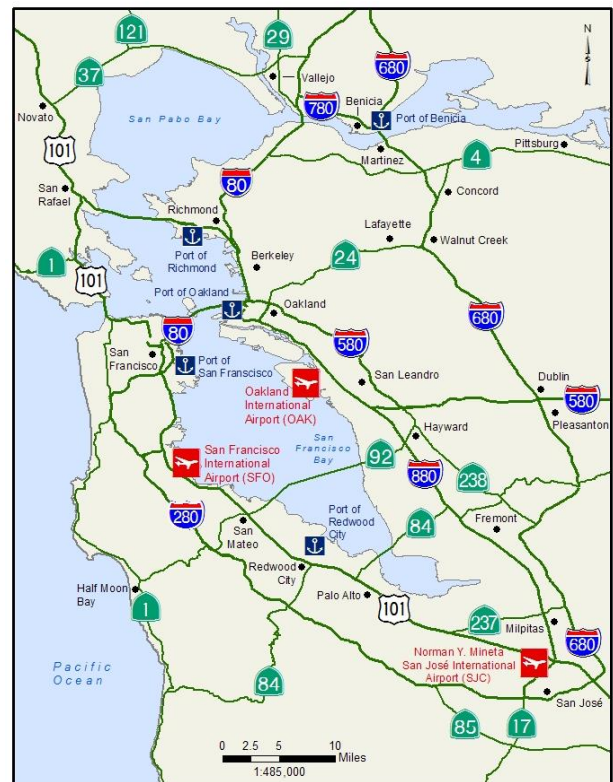 121
29
37
680
N
S
Vallejo
780
Benicia
Port of Benicia
Novato
San Pabo Bay
101
Martinez
4
Pittsburg
80
San
Rafael
Concord
Richmond
Lafayette
Walnut Creek
Port of
Richmond
24
1
101
Berkeley
Port of Oakland
Oakland
680
80
580
San
Francisco
Port of
San Franscisco
Dublin
San Leandro
580
Oakland
International
Airport (OAK)
Pleasanton
San
Francisco
Bay
Hayward
San Francisco
International
Airport (SFO)
92
880
238
280
Port of
Redwood
City
84
Fremont
San
Mateo
Redwood
City
Half Moon
Bay
1
Palo Alto
101
237
Milpitas
680
Norman Y. Mineta
San José International
Airport (SJC)
Pacific
Ocean
84
San José
85
17
0 2.5 5 10
Miles
1:485,000